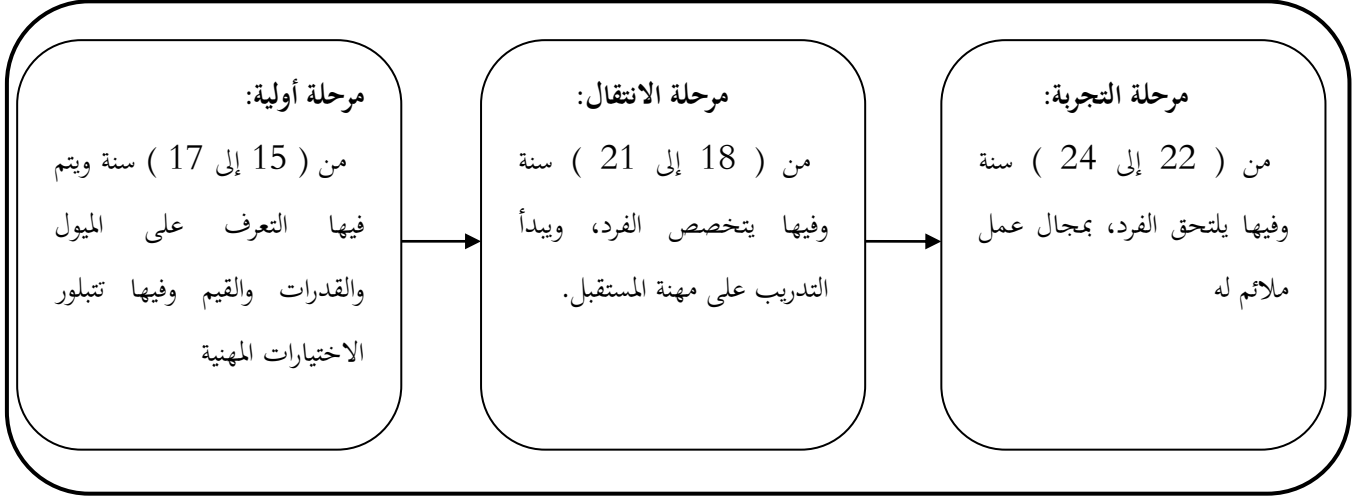 مرحلة أولية:
من ( 15 إلى 17 ) سنة ويتم
فيها التعرف على الميول
والقدرات والقيم وفيها تتبلور
الاختيارات المهنية
مرحلة الانتقال:
من ( 18 إلى 21 ) سنة
وفيها يتخصص الفرد، ويبدأ
التدريب على مهنة المستقبل.
مرحلة التجربة:
من ( 22 إلى 24 ) سنة
وفيها يلتحق الفرد، بمجال عمل
ملائم له